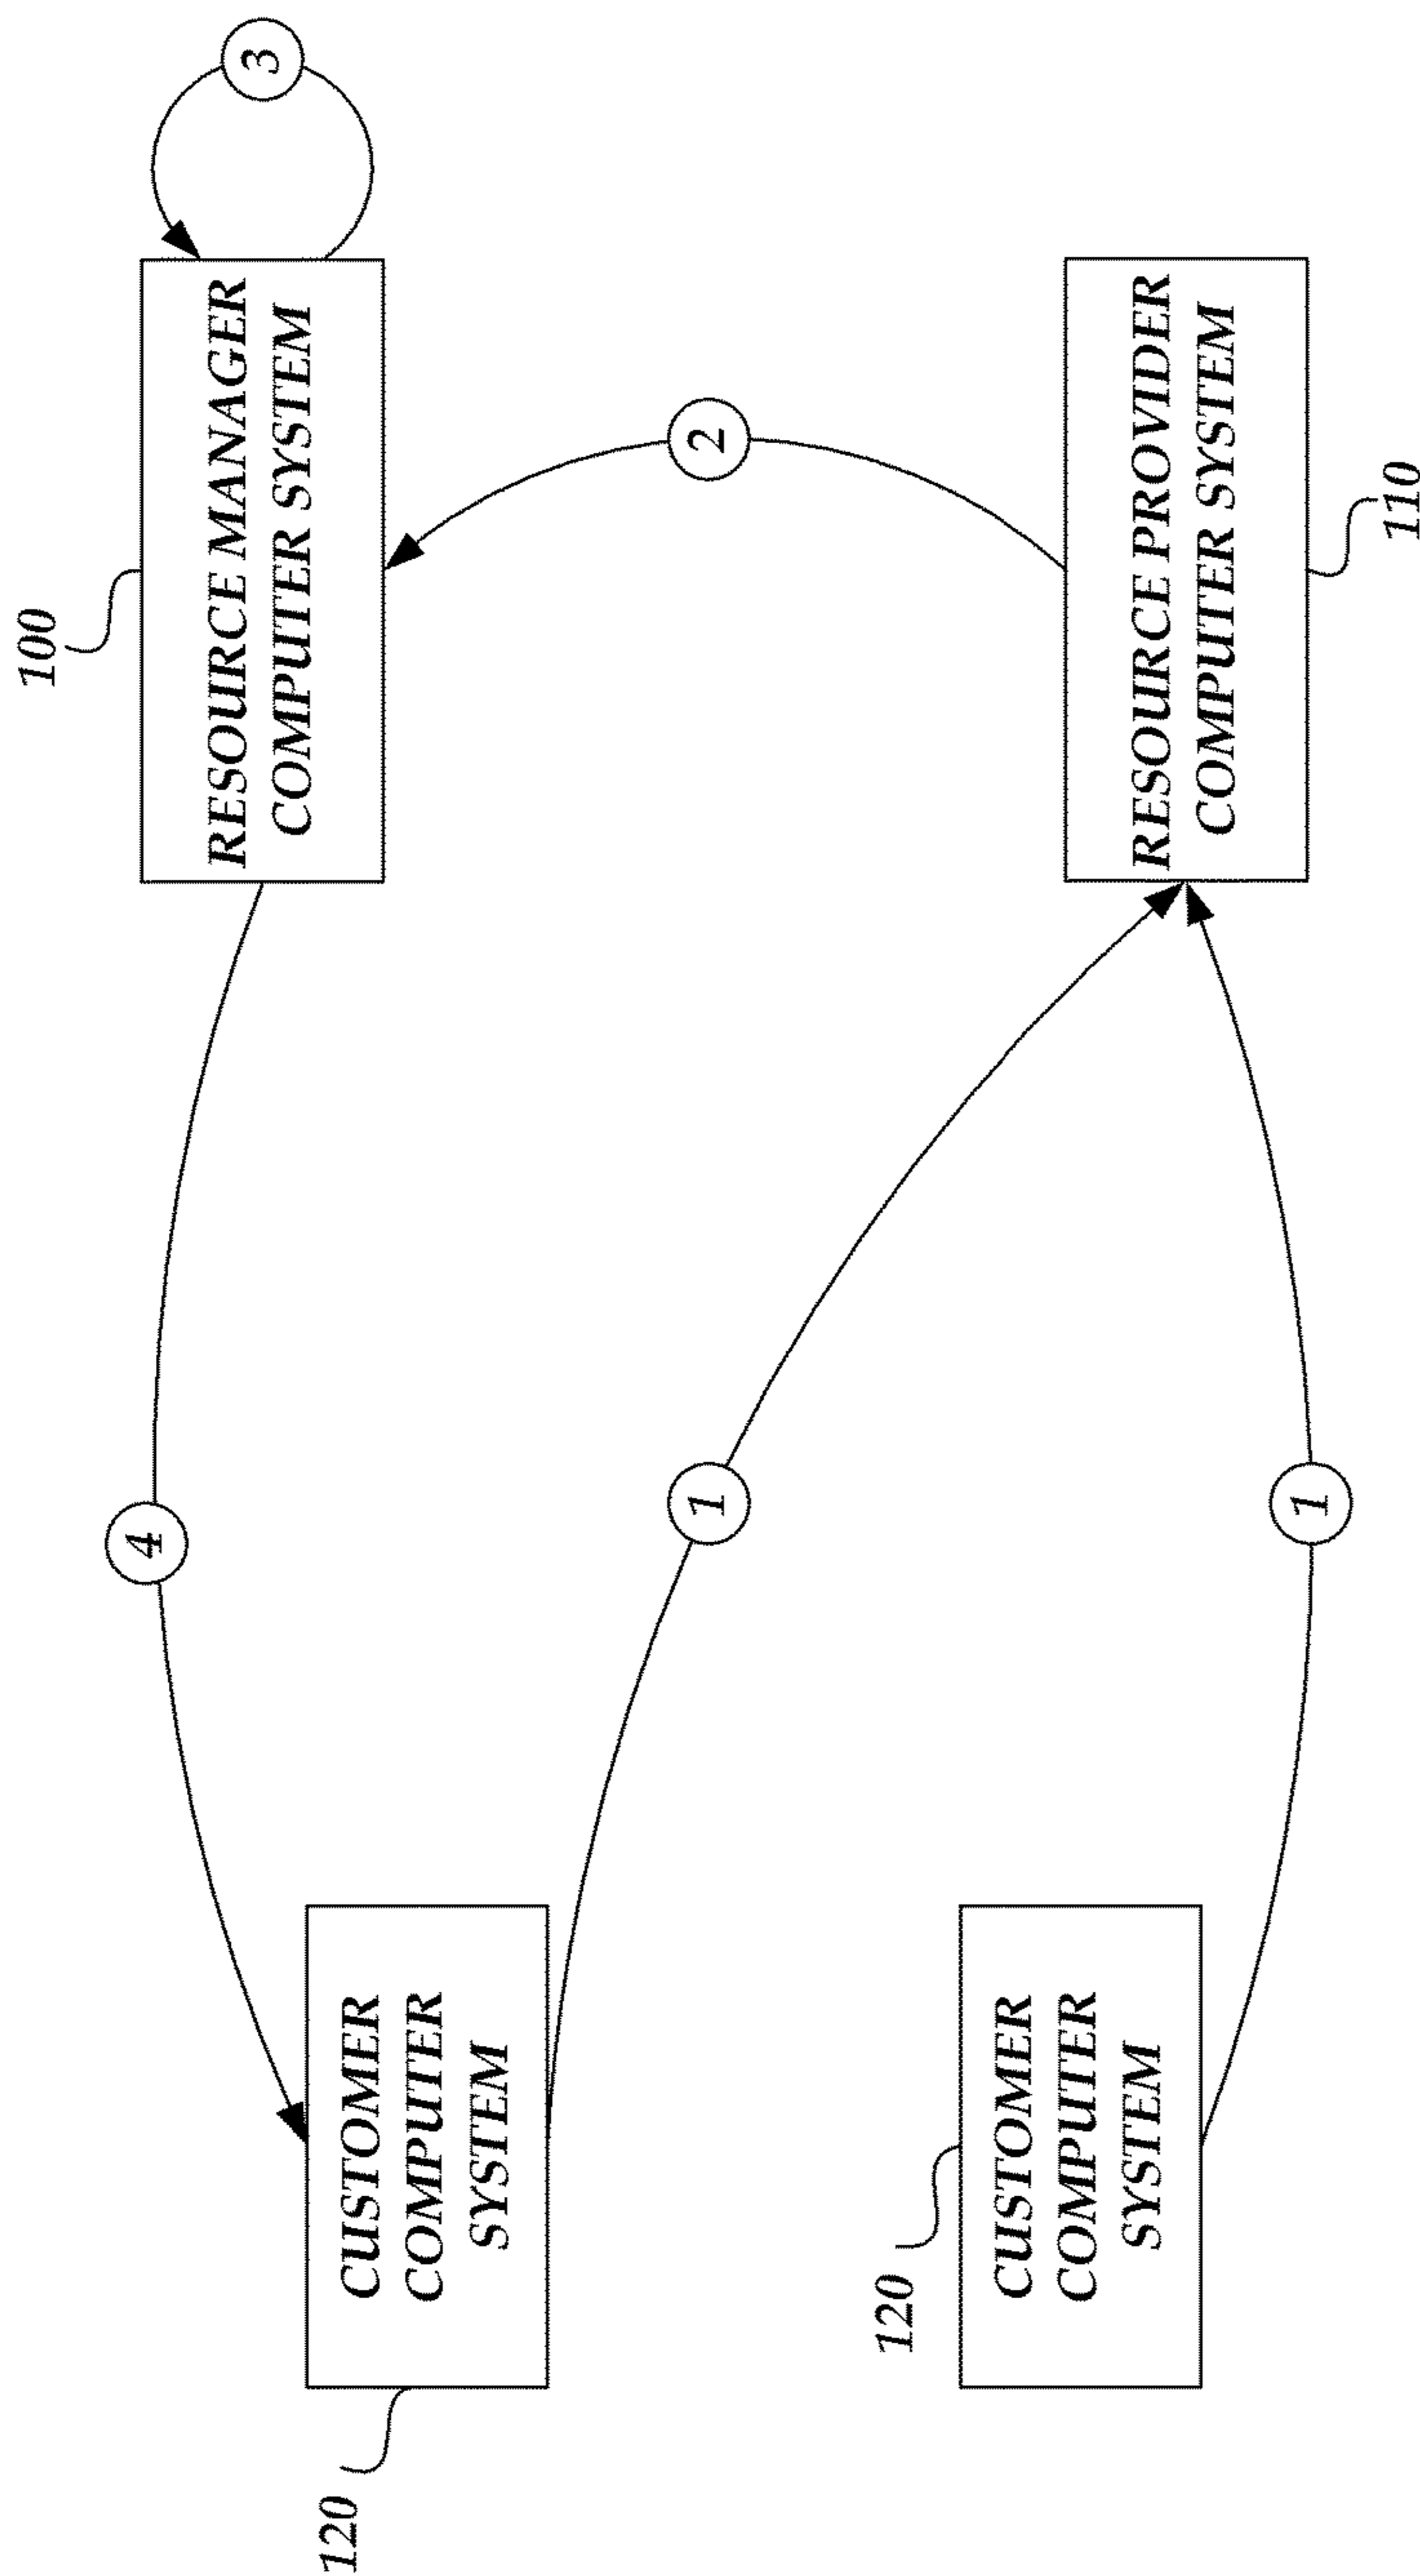 100
RESOURCE MANAGER
COMPUTER SYSTEM
3
4
2
120
CUSTOMER
COMPUTER
SYSTEM
1
120
CUSTOMER
COMPUTER
SYSTEM
1
RESOURCE PROVIDER
COMPUTER SYSTEM
110